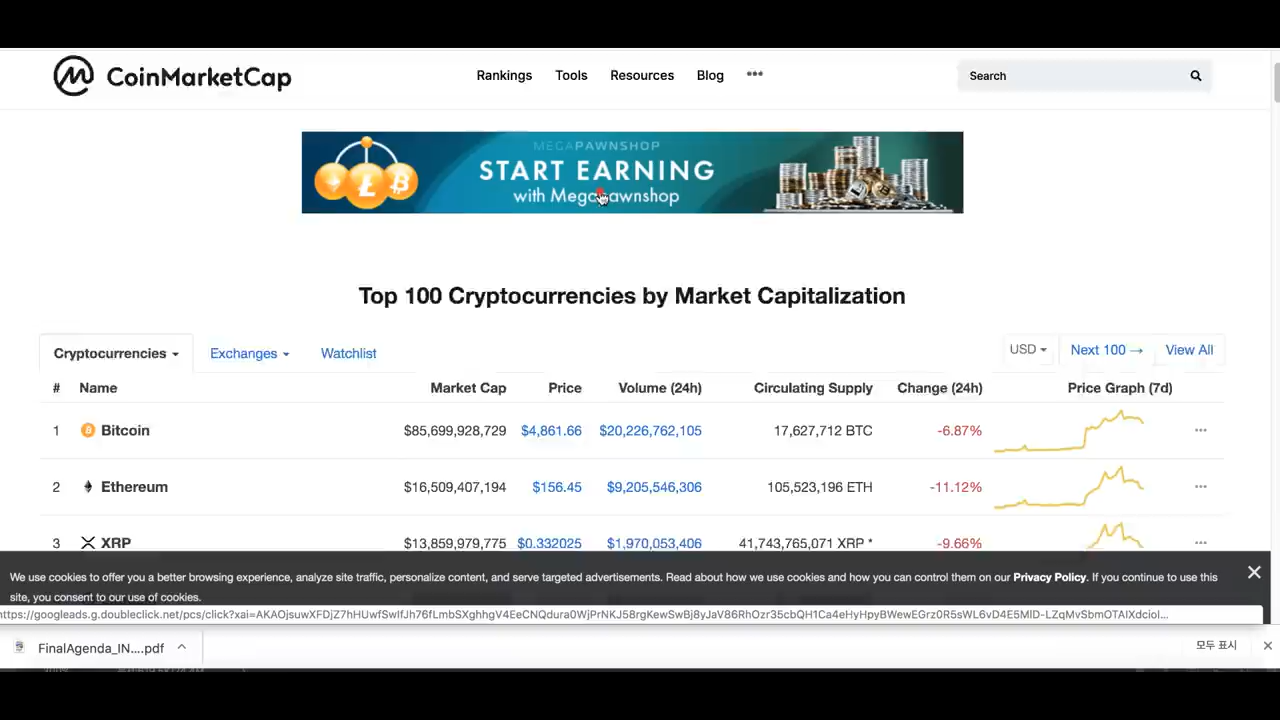 CoinMarketCap
Rankings Tools Resources Blog •••
Search
MEGAPAWNSHOP
START EARNING
with Megapawnshop
Top 100 Cryptocurrencies by Market Capitalization
Cryptocurrencies Exchanges Watchlist USD Next 100 → View All
# Name Market Cap Price Volume (24h) Circulating Supply Change (24h) Price Graph (7d)
1 Bitcoin $85,699,928,729 $4,861.66 $20,226,762,105 17,627,712 BTC -6.87%
2 Ethereum $16,509,407,194 $156.45 $9,205,546,306 105,523,196 ETH -11.12%
3 XRP $13,859,979,775 $0.332025 $1,970,053,406 41,743,765,071 XRP * -9.66%
We use cookies to offer you a better browsing experience, analyze site traffic, personalize content, and serve targeted advertisements. Read about how we use cookies and how you can control them on our Privacy Policy. If you continue to use this
site, you consent to our use of cookies.
FinalAgenda_IN....pdf
모두 표시